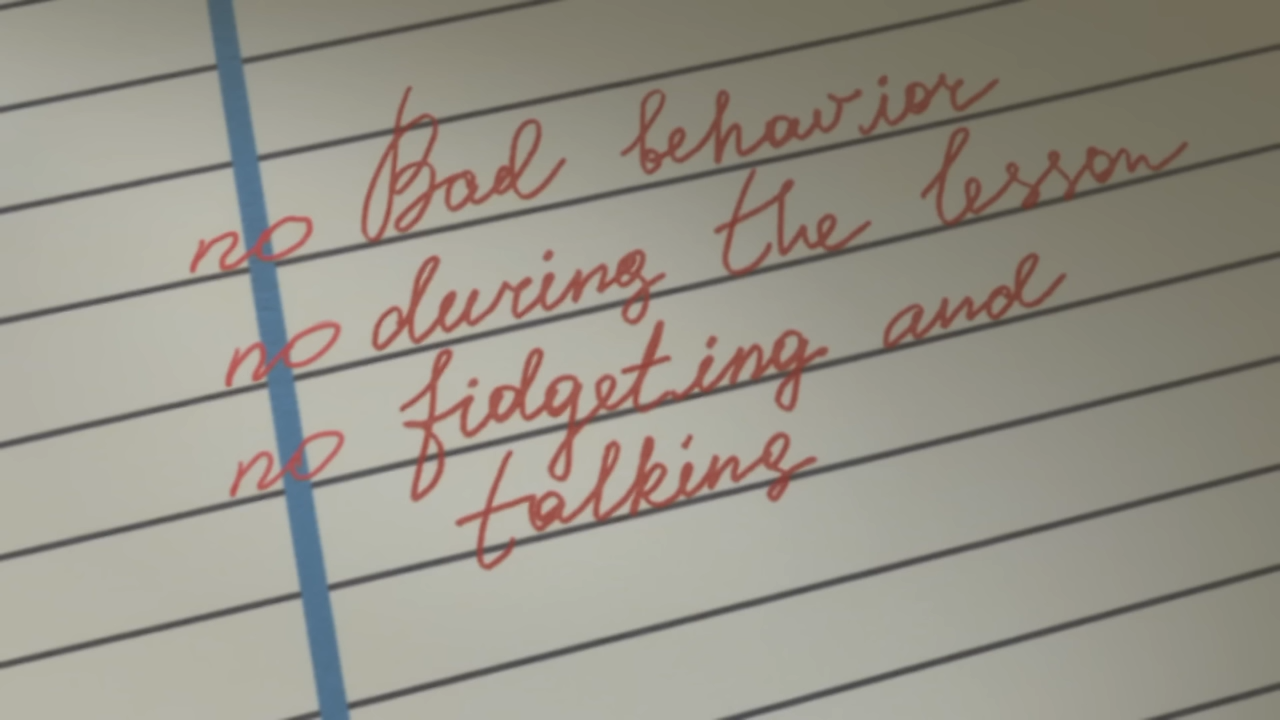 no Bad behavior
no during the lesson
no fidgeting and
talking